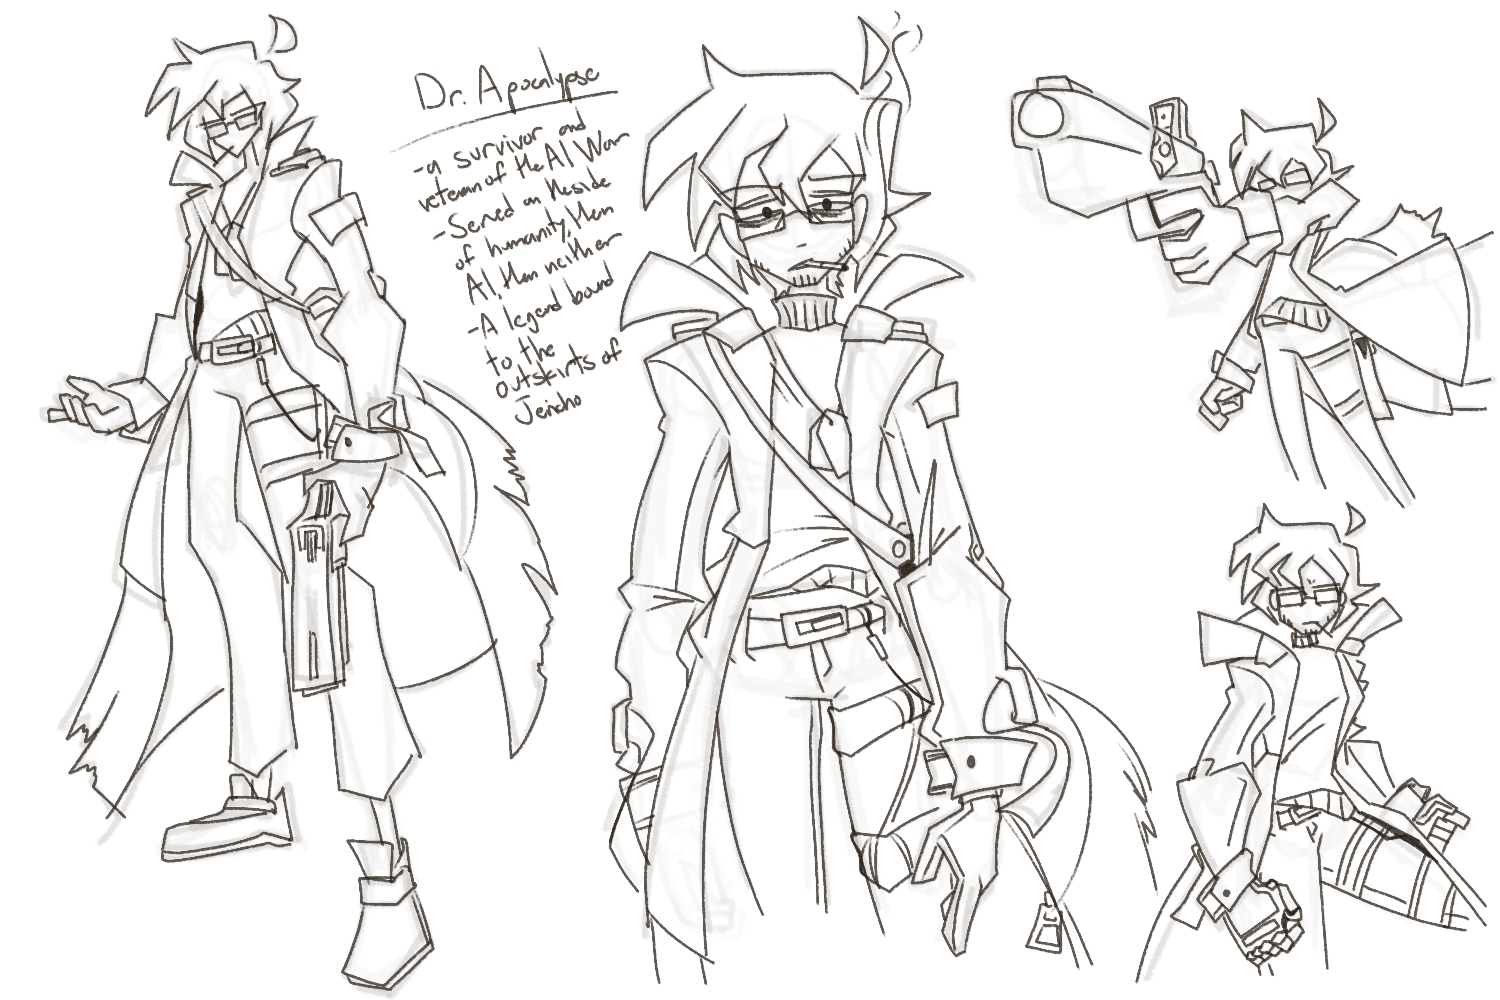 Dr. Apocalypse
-a survivor and
veteran of the AI War
-Served on the side
of humanity, then
AI, then neither
-A legend bound
to the
outskirts of
Jericho